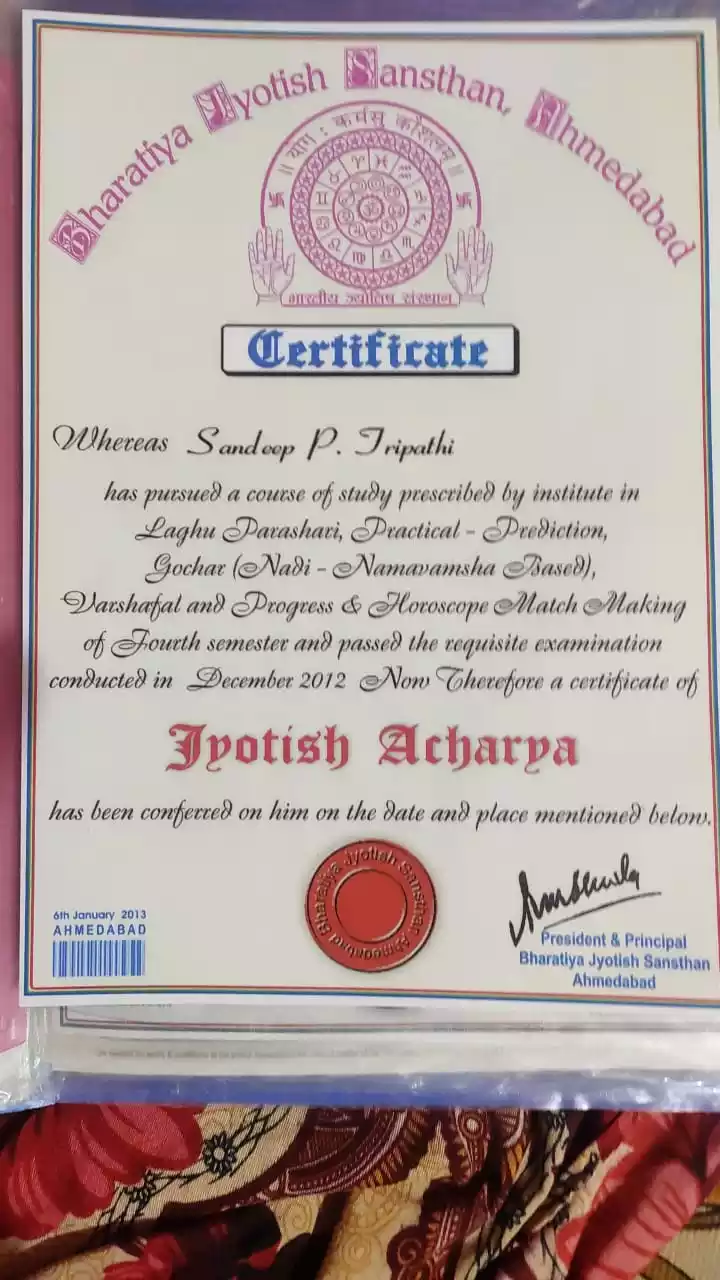 Bharatiya Jyotish Sansthan, Ahmedabad
॥ योग : कर्मसु कौशलम् ॥
भारतीय ज्योतिष संस्थान
Certificate
Whereas Sandeep P. Tripathi
has pursued a course of study prescribed by institute in
Laghu Parashari, Practical - Prediction,
Gochar (Nadi - Namavamsha Based),
Varshafal and Progress & Horoscope Match Making
of Fourth semester and passed the requisite examination
conducted in December 2012 Now Therefore a certificate of
Jyotish Acharya
has been conferred on him on the date and place mentioned below.
Bharatiya Jyotish Sansthan Ahmedabad
6th January 2013
AHMEDABAD
President & Principal
Bharatiya Jyotish Sansthan
Ahmedabad